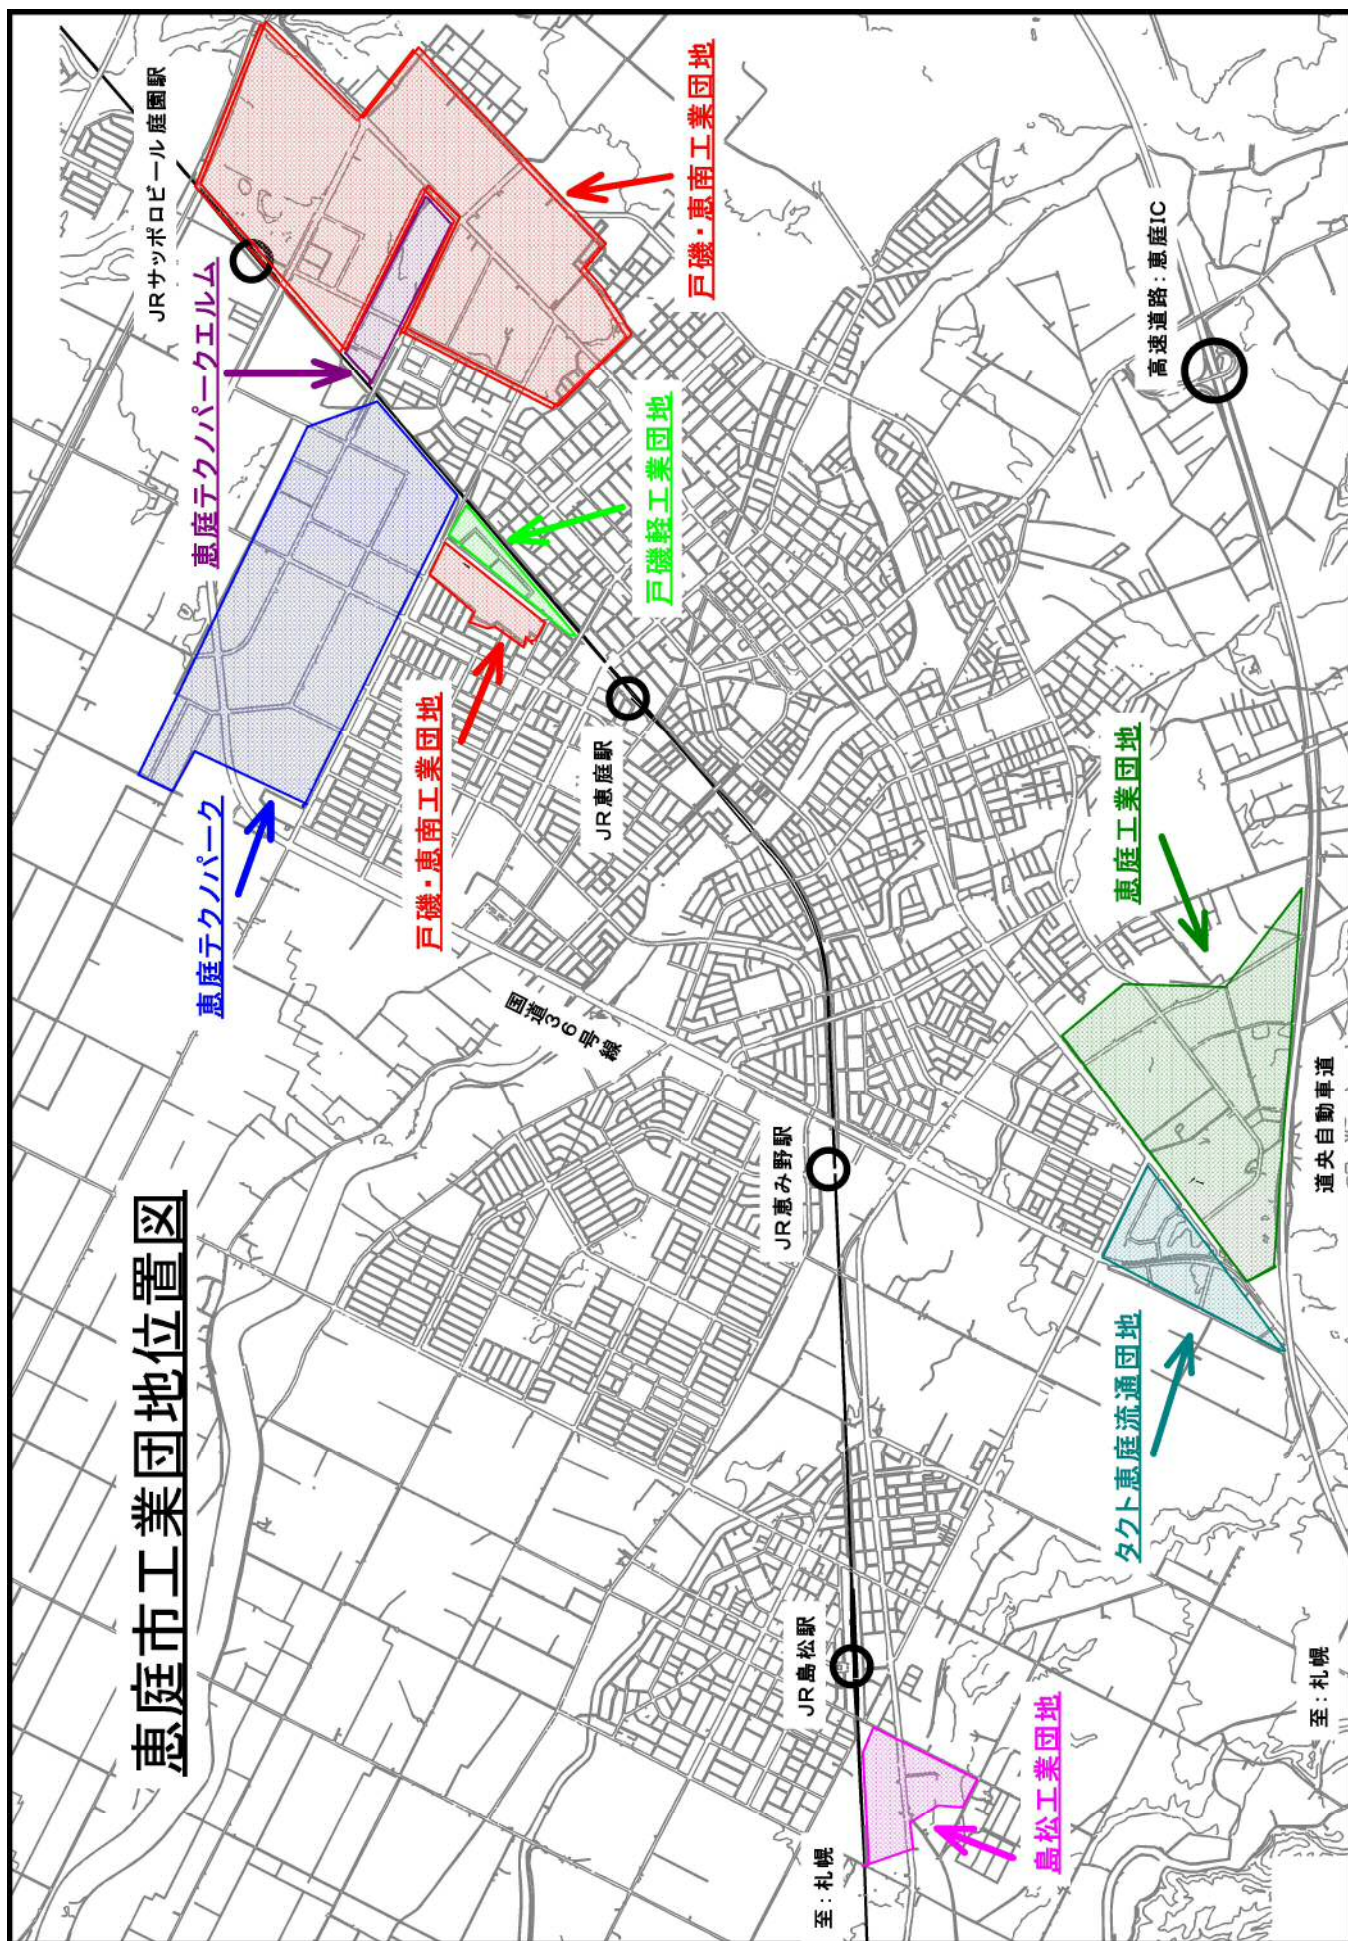 恵庭市工業団地位置図
恵庭テクノパーク
恵庭テクノパークエルム
JRサッポロビール庭園駅
戸磯・恵南工業団地
戸磯・恵南工業団地
戸磯軽工業団地
JR恵庭駅
国道36号線
JR恵み野駅
JR島松駅
至:札幌
島松工業団地
タクト恵庭流通団地
恵庭工業団地
高速道路:恵庭IC
道央自動車道
至:札幌